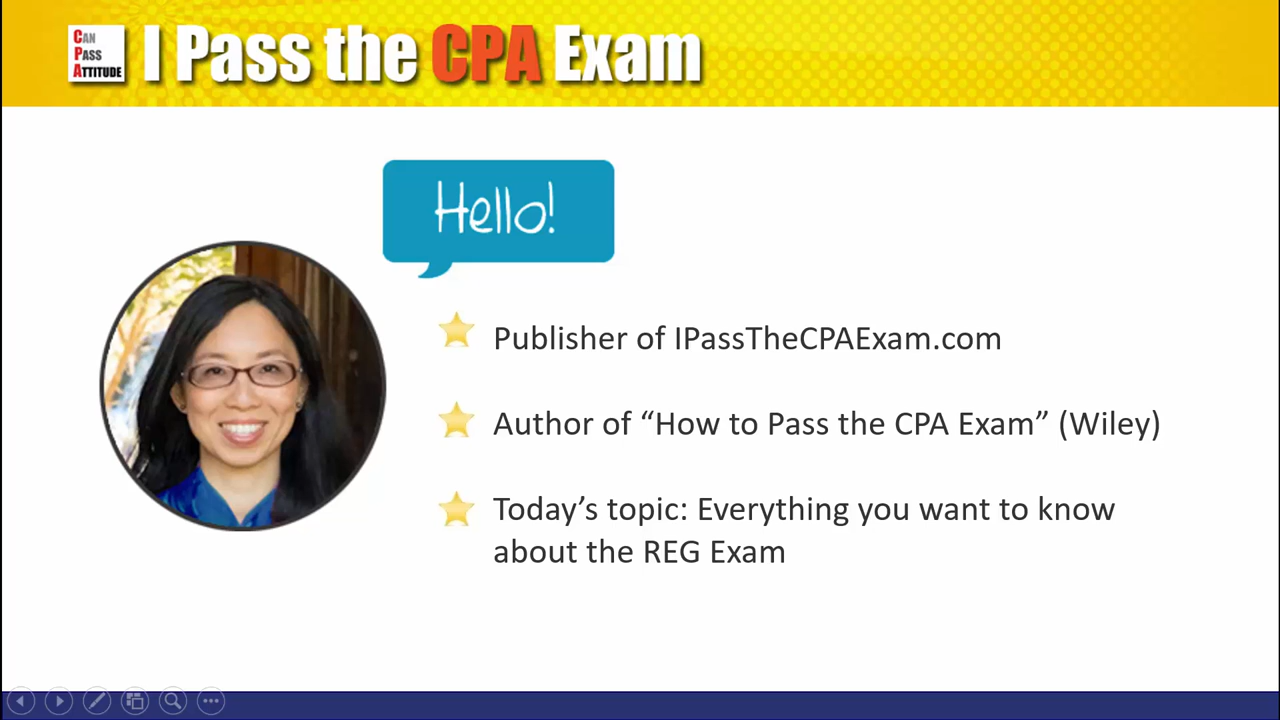 CAN
PASS
ATTITUDE
I Pass the CPA Exam
Hello!
Publisher of IPassTheCPAExam.com
Author of “How to Pass the CPA Exam” (Wiley)
Today’s topic: Everything you want to know
about the REG Exam